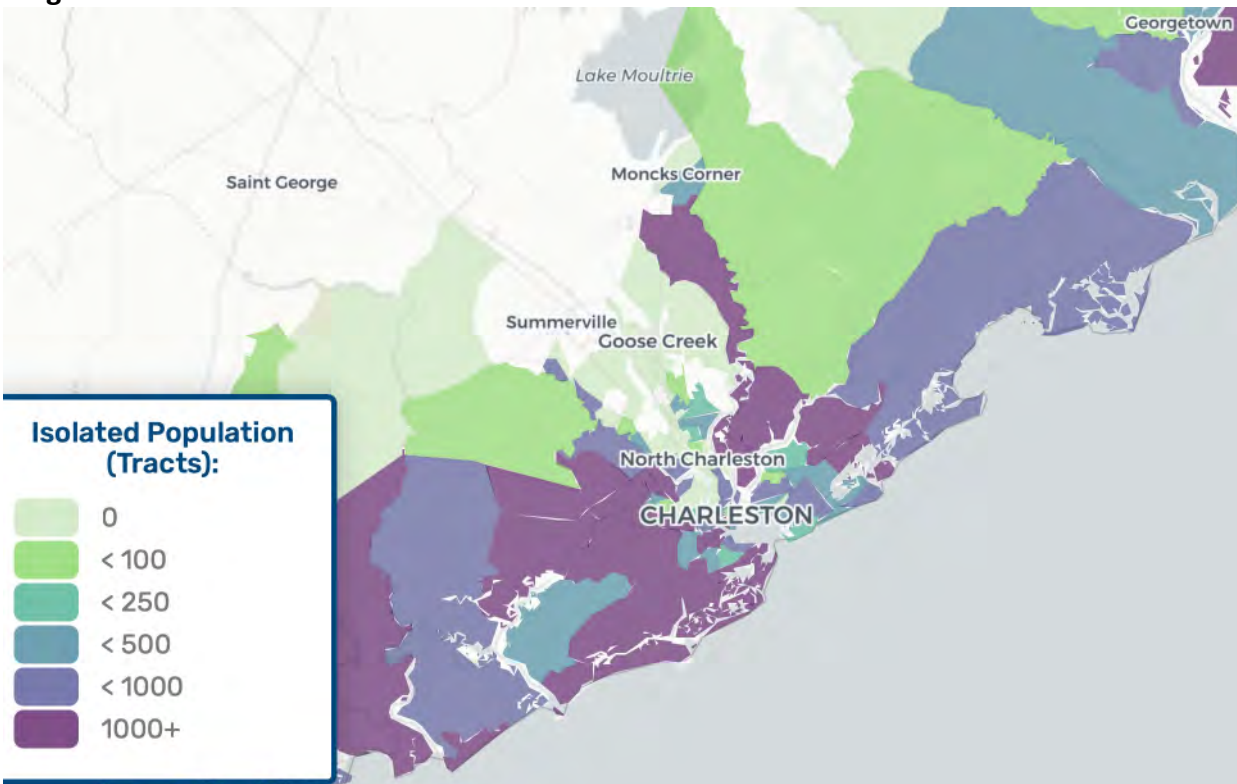 Georgetown
Lake Moultrie
Moncks Corner
Saint George
Summerville
Goose Creek
North Charleston
CHARLESTON
Isolated Population
(Tracts):
0
< 100
< 250
< 500
< 1000
1000+